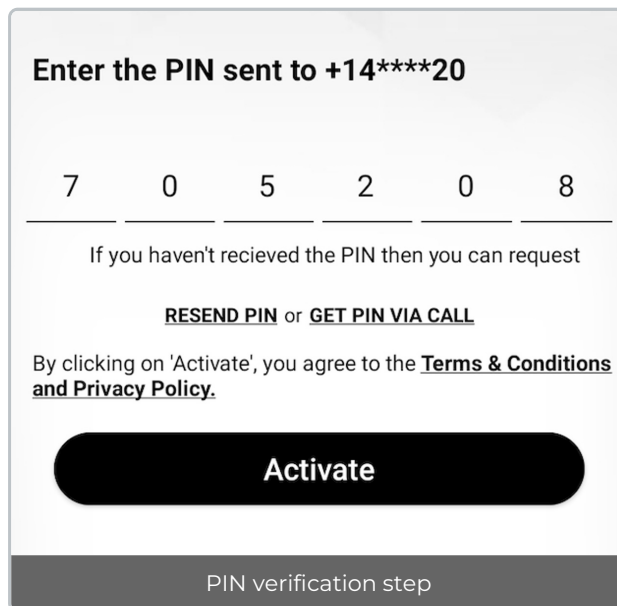 Enter the PIN sent to +14****20
7 0 5 2 0 8
If you haven't recieved the PIN then you can request
RESEND PIN or GET PIN VIA CALL
By clicking on 'Activate', you agree to the Terms & Conditions
and Privacy Policy.
Activate
PIN verification step